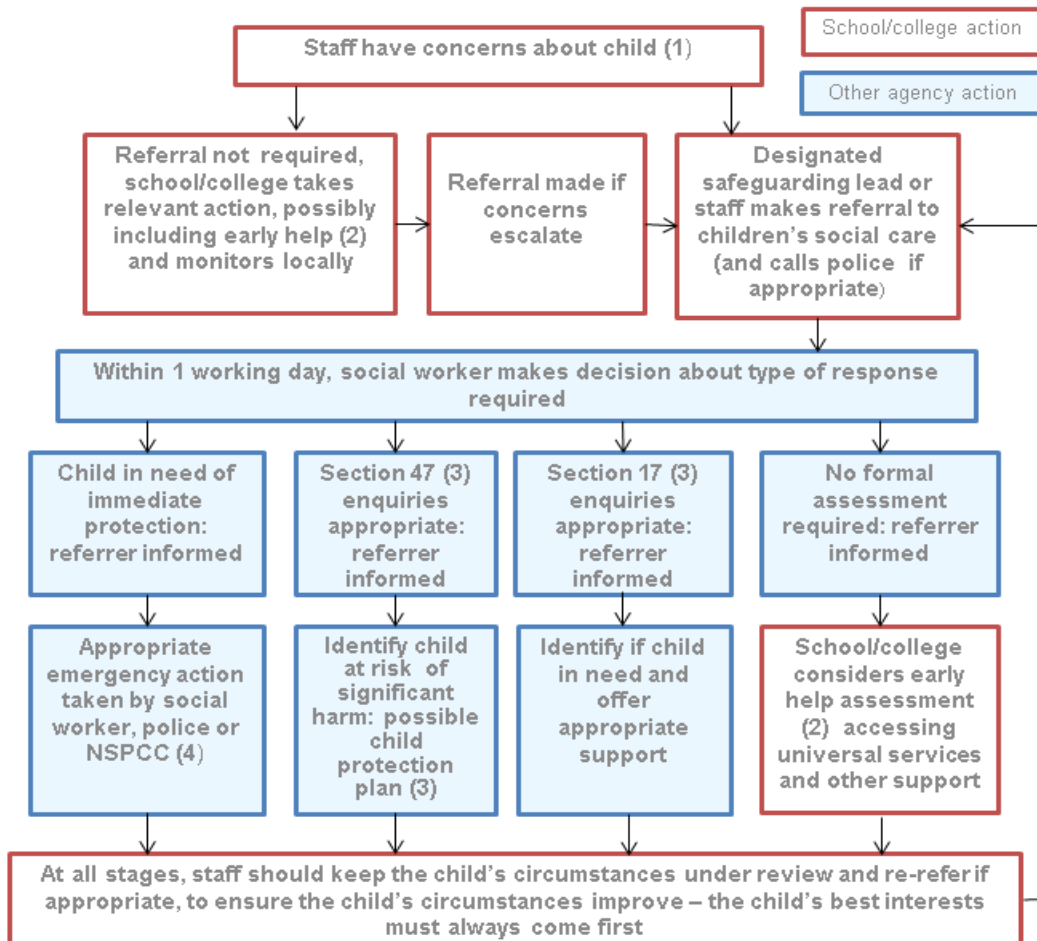 Staff have concerns about child (1)
School/college action
Other agency action
Referral not required,
school/college takes
relevant action, possibly
including early help (2)
and monitors locally
Referral made if
concerns
escalate
Designated
safeguarding lead or
staff makes referral to
children’s social care
(and calls police if
appropriate)
Within 1 working day, social worker makes decision about type of response
required
Child in need of
immediate
protection:
referrer informed
Section 47 (3)
enquiries
appropriate:
referrer
informed
Section 17 (3)
enquiries
appropriate:
referrer
informed
No formal
assessment
required: referrer
informed
Appropriate
emergency action
taken by social
worker, police or
NSPCC (4)
Identify child
at risk of
significant
harm: possible
child
protection
plan (3)
Identify if child
in need and
offer
appropriate
support
School/college
considers early
help assessment
(2) accessing
universal services
and other support
At all stages, staff should keep the child’s circumstances under review and re-refer if
appropriate, to ensure the child’s circumstances improve – the child’s best interests
must always come first